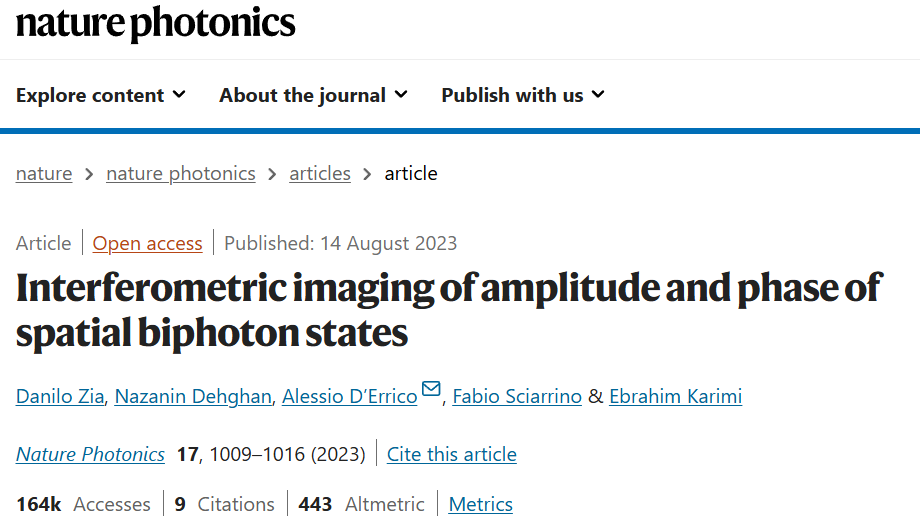 nature photonics
Explore content About the journal Publish with us
nature > nature photonics > articles > article
Article | Open access | Published: 14 August 2023
Interferometric imaging of amplitude and phase of
spatial biphoton states
Danilo Zia, Nazanin Dehghan, Alessio D’Errico, Fabio Sciarrino & Ebrahim Karimi
Nature Photonics 17, 1009–1016 (2023) | Cite this article
164k Accesses | 9 Citations | 443 Altmetric | Metrics